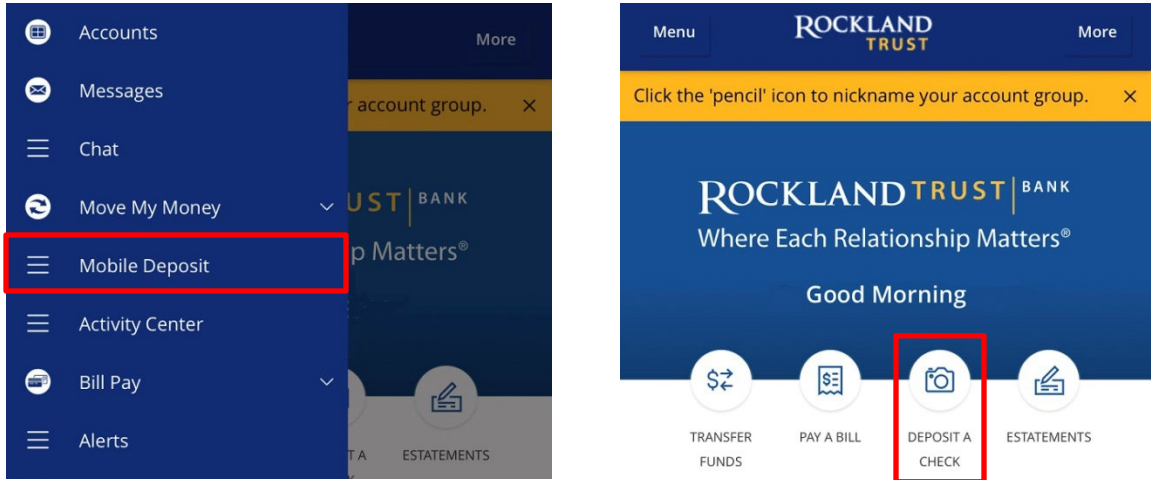 Accounts
Messages
Chat
Move My Money
Mobile Deposit
Activity Center
Bill Pay
Alerts
More
account group. ×
UST | BANK
p Matters®
T A
ESTATEMENTS
Menu
ROCKLAND
TRUST
More
Click the 'pencil' icon to nickname your account group. ×
ROCKLAND TRUST | BANK
Where Each Relationship Matters®
Good Morning
TRANSFER
FUNDS
PAY A BILL
DEPOSIT A
CHECK
ESTATEMENTS